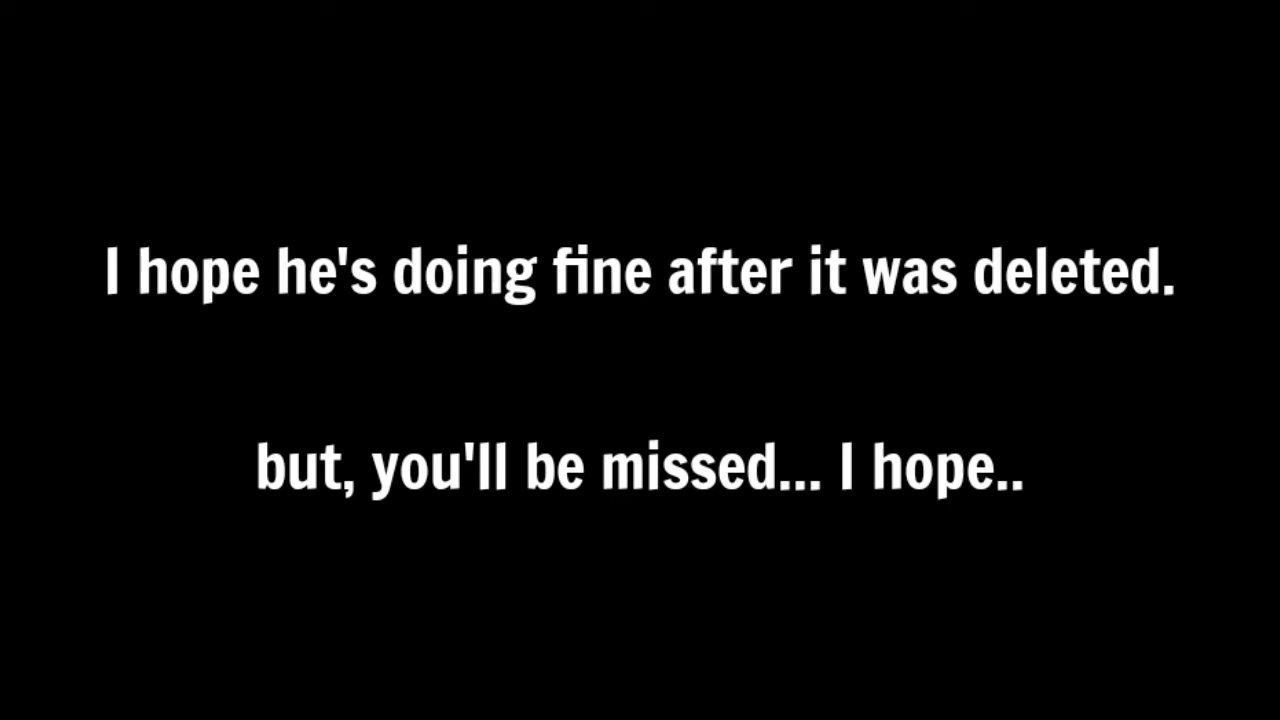 I hope he's doing fine after it was deleted.
but, you'll be missed... I hope..